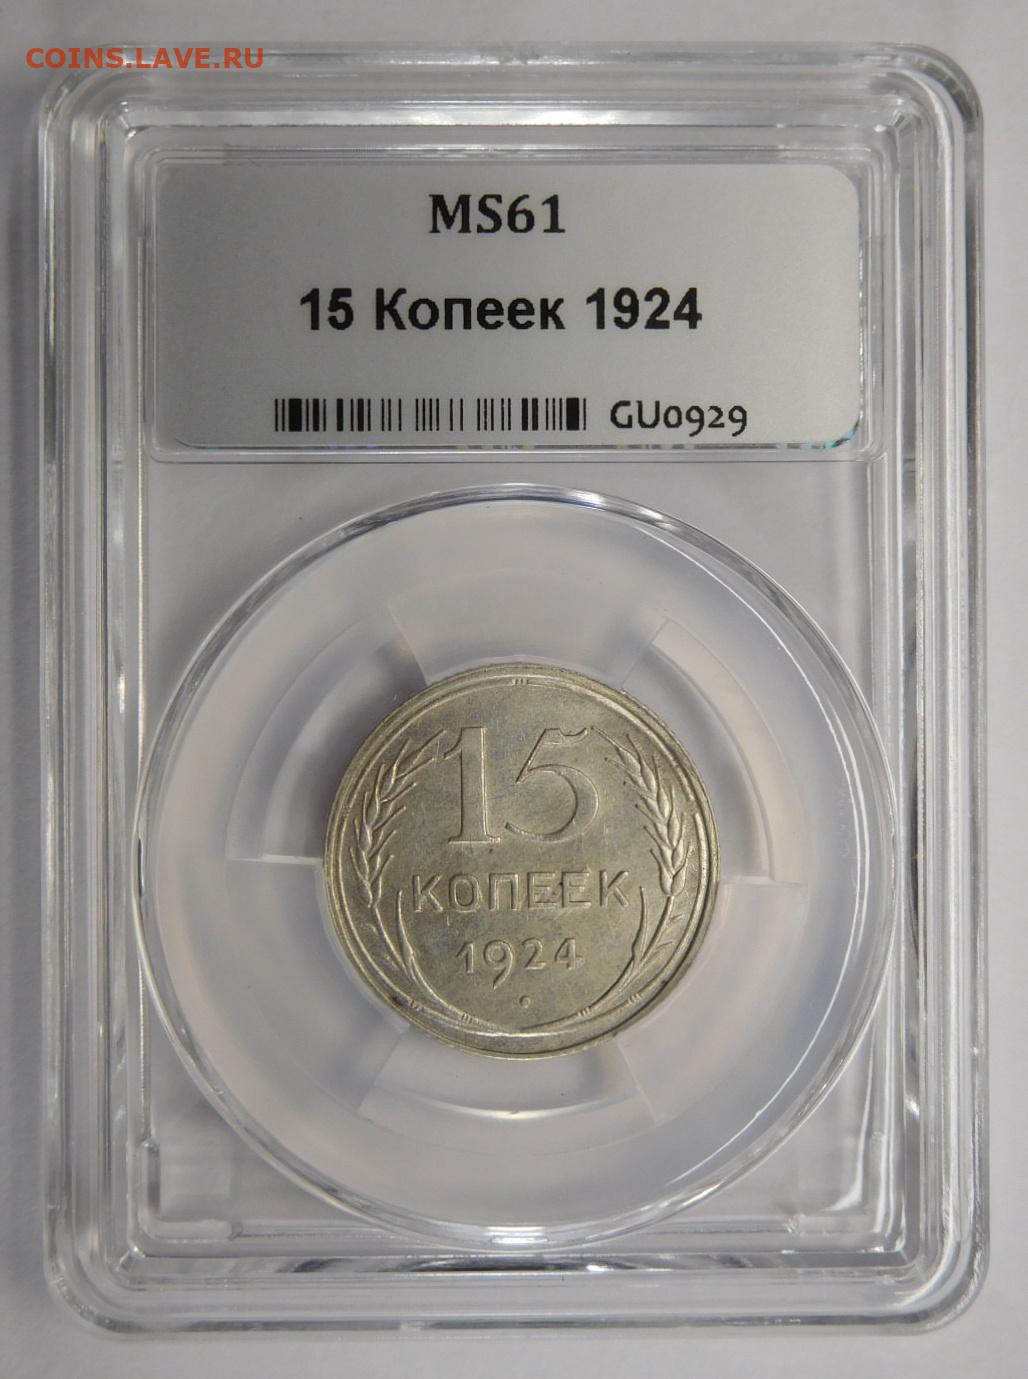 COINS.LAVE.RU
MS61
15 Копеек 1924
GU0929
15
КОПЕЕК
1924